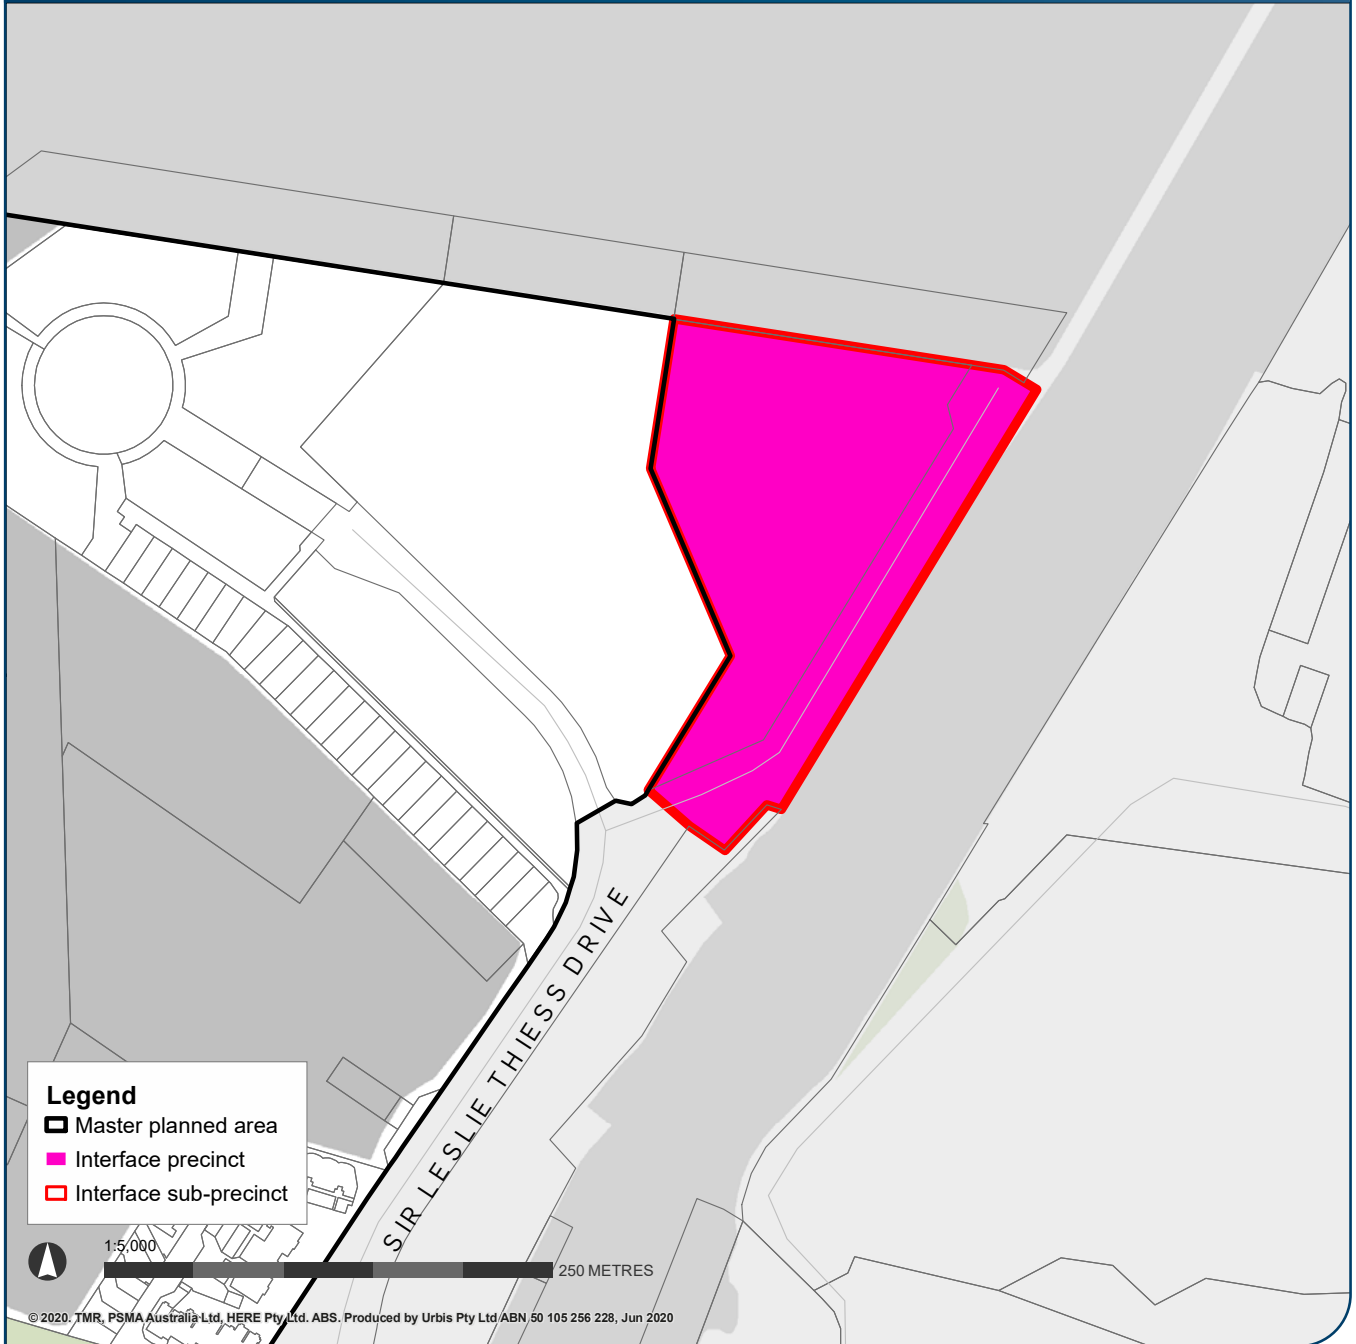 SIR LESLIE THIESS DRIVE
Legend
Master planned area
Interface precinct
Interface sub-precinct
1:5,000
250 METRES
© 2020. TMR, PSMA Australia Ltd, HERE Pty Ltd. ABS. Produced by Urbis Pty Ltd ABN 50 105 256 228, Jun 2020